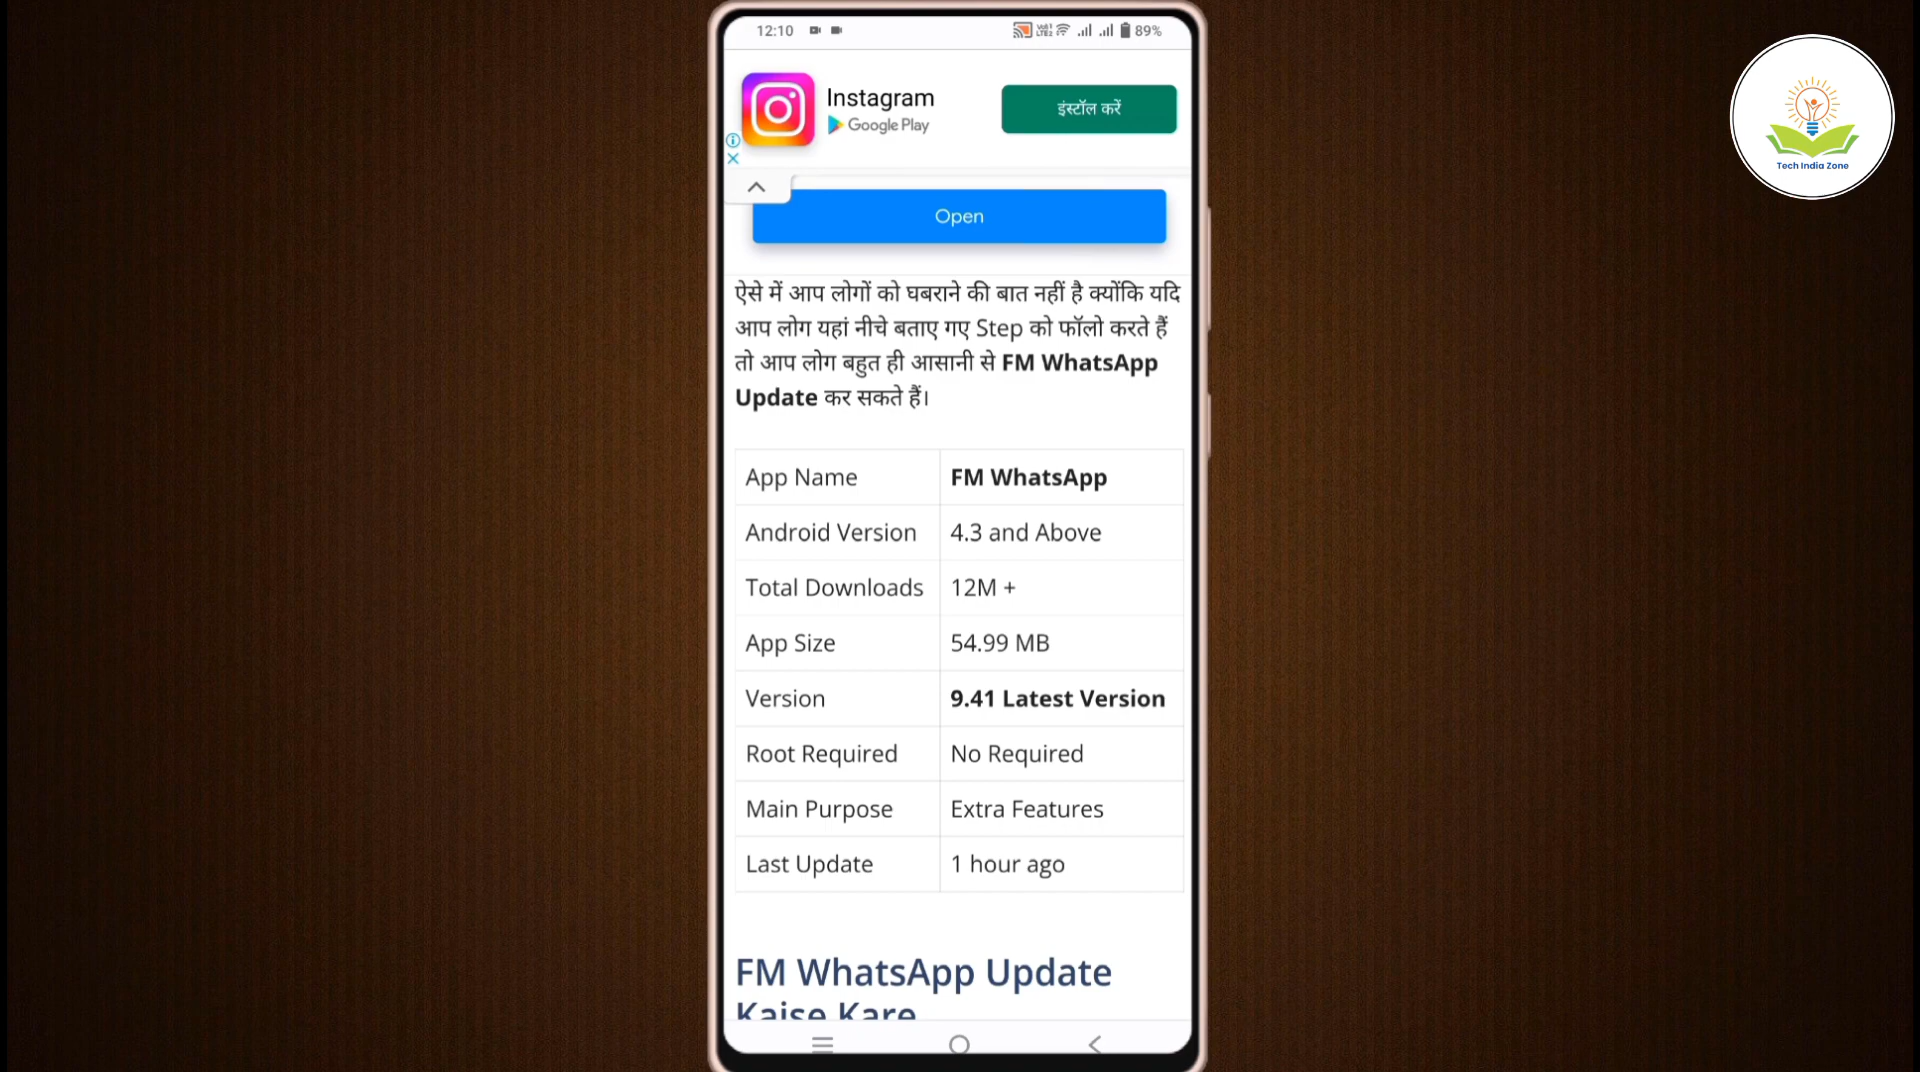 12:10
Vo5 1
LTE2
89%
Instagram
Google Play
इंस्टॉल करें
Open
ऐसे में आप लोगों को घबराने की बात नहीं है क्योंकि यदि
आप लोग यहां नीचे बताए गए Step को फॉलो करते हैं
तो आप लोग बहुत ही आसानी से FM WhatsApp
Update कर सकते हैं।
App Name FM WhatsApp
Android Version 4.3 and Above
Total Downloads 12M +
App Size 54.99 MB
Version 9.41 Latest Version
Root Required No Required
Main Purpose Extra Features
Last Update 1 hour ago
FM WhatsApp Update
Kaise Kare
Tech India Zone